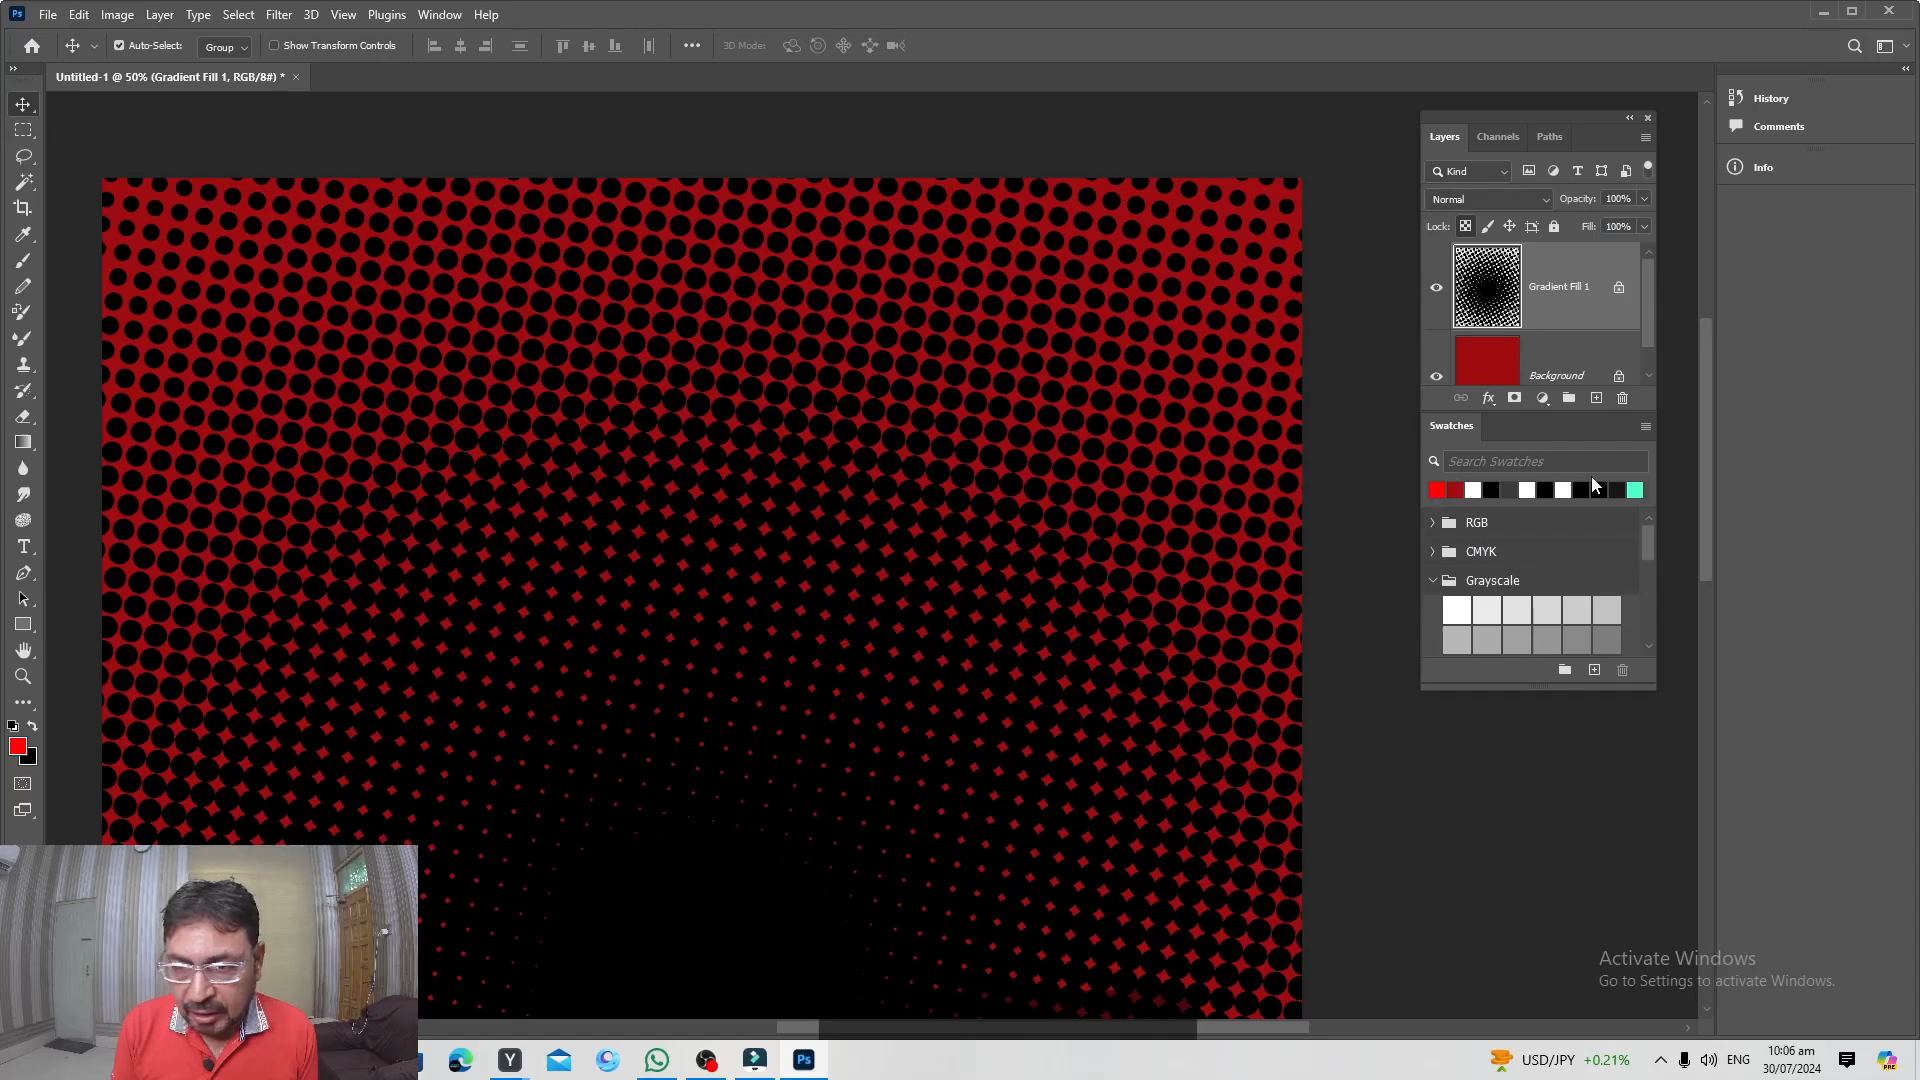 Ps File Edit Image Layer Type Select Filter 3D View Plugins Window Help
Auto-Select: Group Show Transform Controls 3D Mode:
Untitled-1 @ 50% (Gradient Fill 1, RGB/8#) * ×
History
Comments
Info
Layers Channels Paths
Kind
Normal Opacity: 100%
Lock: Fill: 100%
Gradient Fill 1
Background
Swatches
Search Swatches
RGB
CMYK
Grayscale
Activate Windows
Go to Settings to activate Windows.
Y Ps USD/JPY +0.21% ENG 10:06 am
30/07/2024
PRE